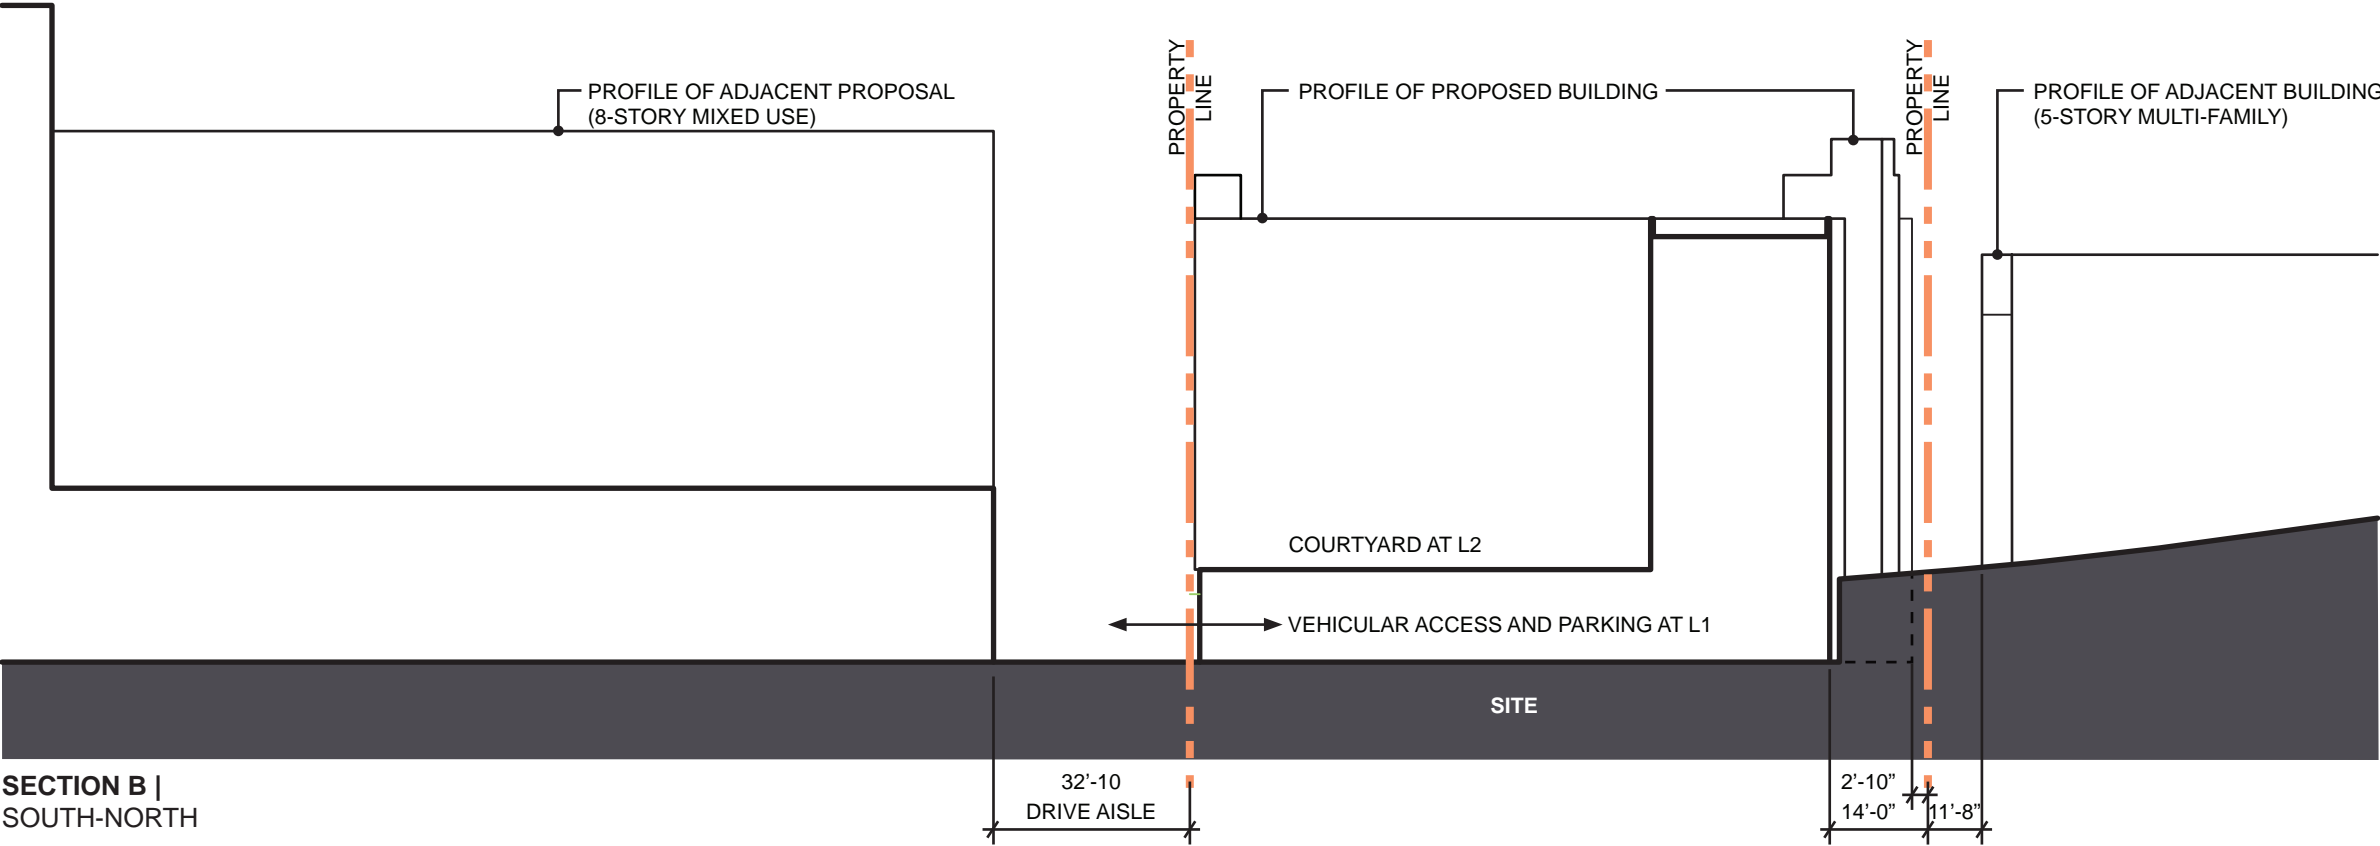 PROPERTY
LINE
PROPERTY
LINE
PROFILE OF ADJACENT PROPOSAL
(8-STORY MIXED USE)
PROFILE OF PROPOSED BUILDING
PROFILE OF ADJACENT BUILDING
(5-STORY MULTI-FAMILY)
COURTYARD AT L2
VEHICULAR ACCESS AND PARKING AT L1
SITE
SECTION B |
SOUTH-NORTH
32’-10
DRIVE AISLE
2’-10”
14’-0”
11’-8”